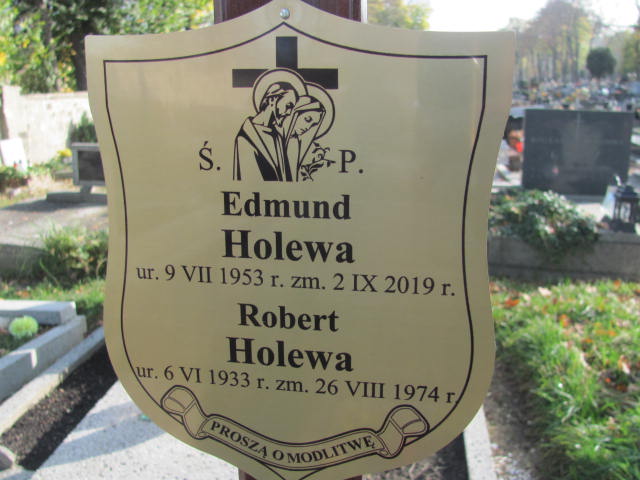 Ś. P.
Edmund
Holewa
ur. 9 VII 1953 r. zm. 2 IX 2019 r.
Robert
Holewa
ur. 6 VI 1933 r. zm. 26 VIII 1974 r
PROSZĄ O MODLITWĘ